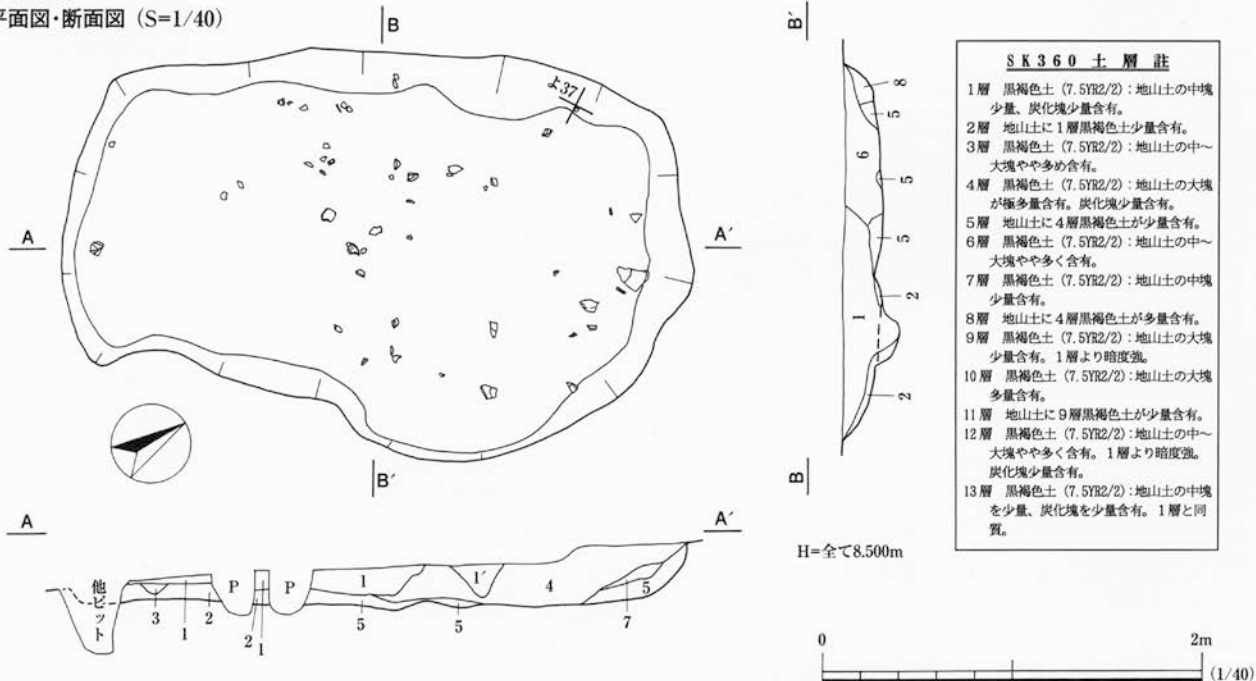 平面図・断面図 (S=1/40)
B
B'
よ37
A
A'
B'
A
A'
他ピット
P
P
1
1'
4
5
3
1
2
2
1
5
5
7
8
5
6
5
5
2
1
2
B
H=全て8.500m
SK360 土層註
1層 黒褐色土 (7.5YR2/2):地山土の中塊
少量、炭化塊少量含有。
2層 地山土に1層黒褐色土少量含有。
3層 黒褐色土 (7.5YR2/2):地山土の中～
大塊やや多め含有。
4層 黒褐色土 (7.5YR2/2):地山土の大塊
が極多量含有。炭化塊少量含有。
5層 地山土に4層黒褐色土が少量含有。
6層 黒褐色土 (7.5YR2/2):地山土の中～
大塊やや多く含有。
7層 黒褐色土 (7.5YR2/2):地山土の中塊
少量含有。
8層 地山土に4層黒褐色土が多量含有。
9層 黒褐色土 (7.5YR2/2):地山土の大塊
少量含有。1層より暗度強。
10層 黒褐色土 (7.5YR2/2):地山土の大塊
多量含有。
11層 地山土に9層黒褐色土が少量含有。
12層 黒褐色土 (7.5YR2/2):地山土の中～
大塊やや多く含有。1層より暗度強。
炭化塊少量含有。
13層 黒褐色土 (7.5YR2/2):地山土の中塊
を少量、炭化塊を少量含有。1層と同
質。
0
2m
(1/40)